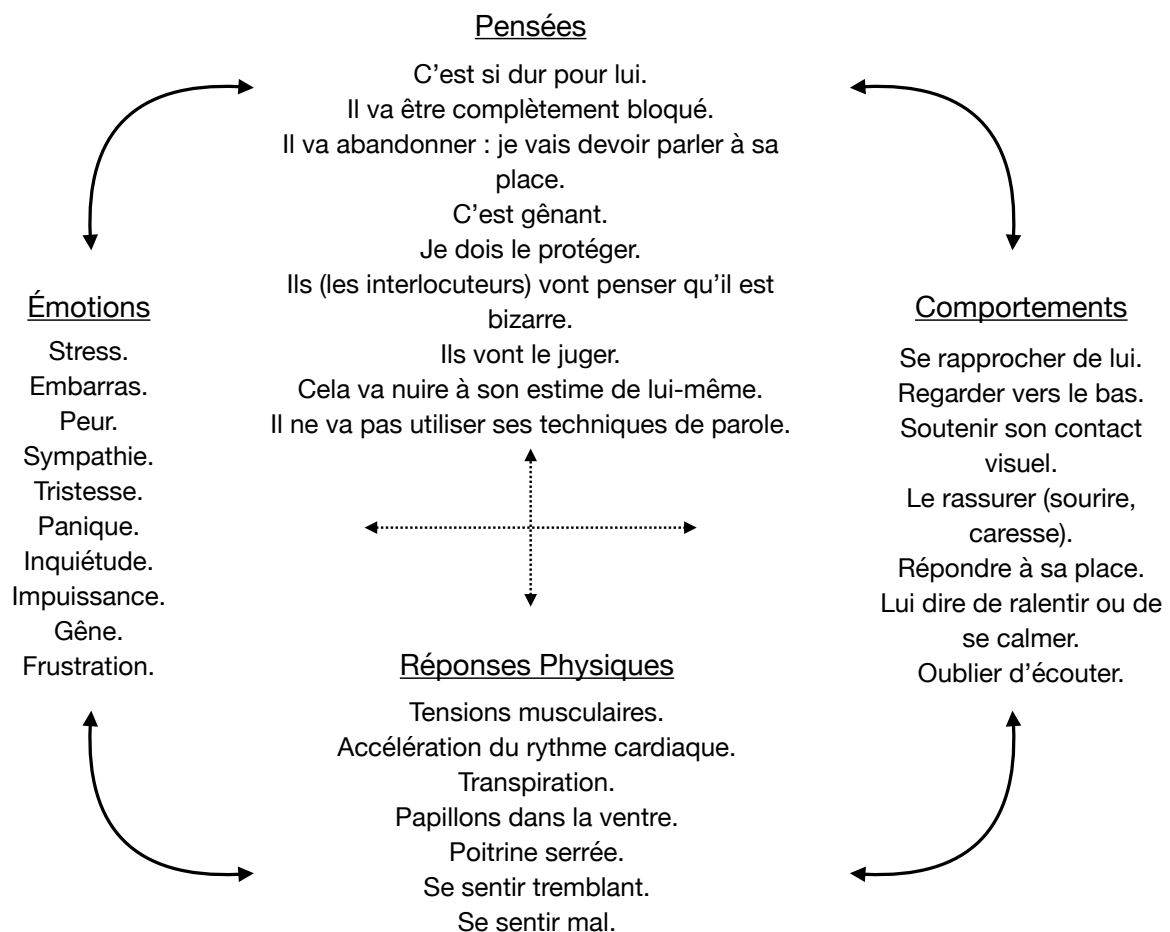 Pensées
C’est si dur pour lui.
Il va être complètement bloqué.
Il va abandonner : je vais devoir parler à sa
place.
C’est gênant.
Je dois le protéger.
Ils (les interlocuteurs) vont penser qu’il est
bizarre.
Ils vont le juger.
Cela va nuire à son estime de lui-même.
Il ne va pas utiliser ses techniques de parole.
Émotions
Stress.
Embarras.
Peur.
Sympathie.
Tristesse.
Panique.
Inquiétude.
Impuissance.
Gêne.
Frustration.
Comportements
Se rapprocher de lui.
Regarder vers le bas.
Soutenir son contact
visuel.
Le rassurer (sourire,
caresse).
Répondre à sa place.
Lui dire de ralentir ou de
se calmer.
Oublier d’écouter.
Réponses Physiques
Tensions musculaires.
Accélération du rythme cardiaque.
Transpiration.
Papillons dans la ventre.
Poitrine serrée.
Se sentir tremblant.
Se sentir mal.